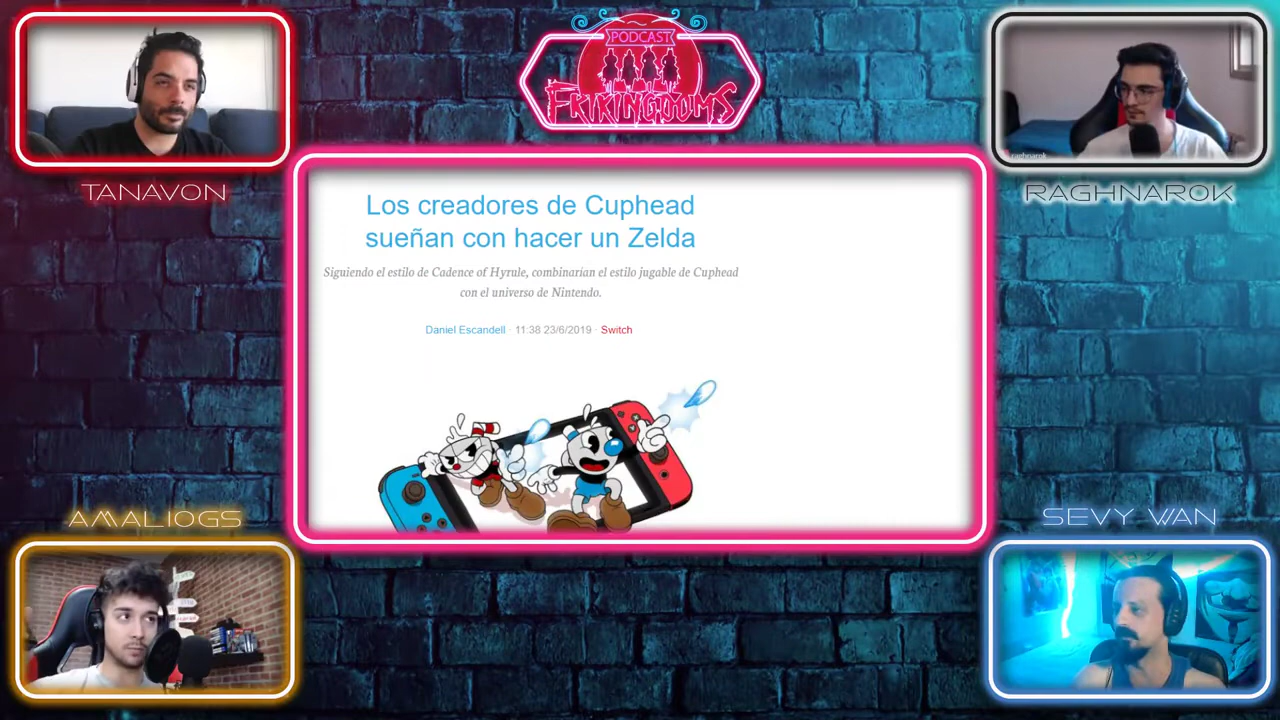 PODCAST
FRIKINGDOMS
TANAVON
raghnarok
RAGHNAROK
Los creadores de Cuphead
sueñan con hacer un Zelda
Siguiendo el estilo de Cadence of Hyrule, combinarían el estilo jugable de Cuphead
con el universo de Nintendo.
Daniel Escandell · 11:38 23/6/2019 · Switch
AMALIOGS
SEVY WAN